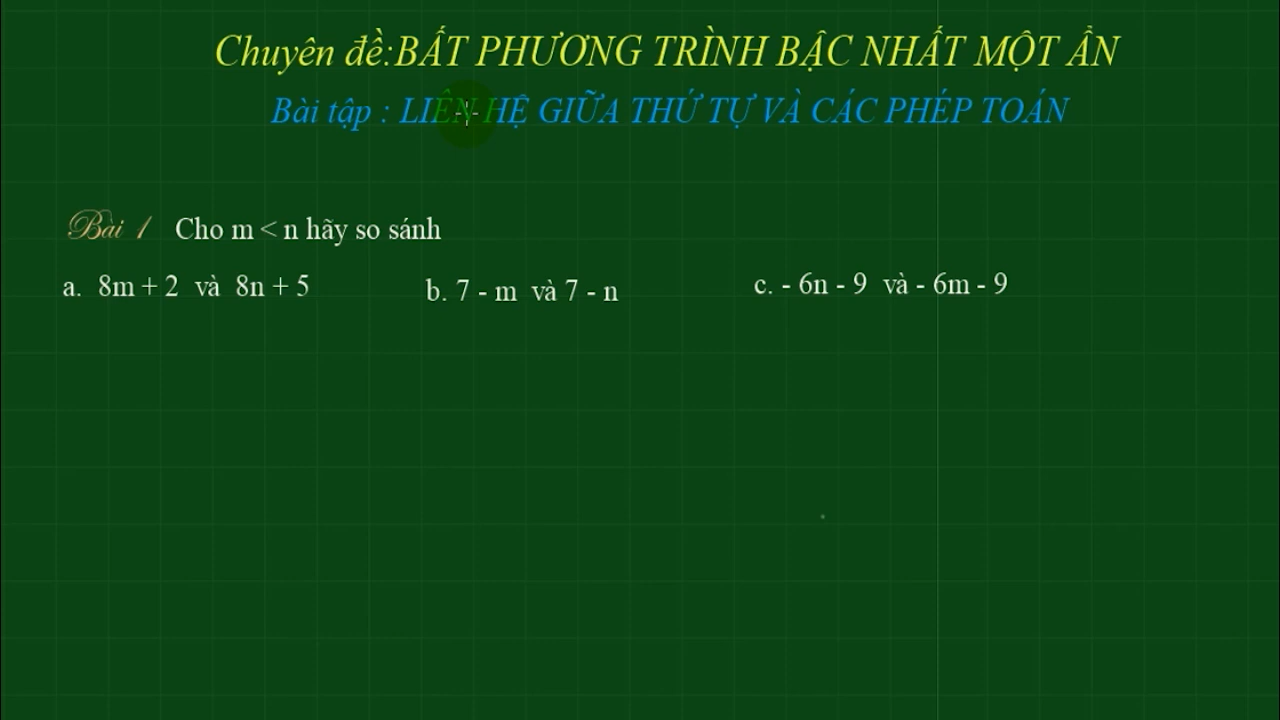 Chuyên đề:BẤT PHƯƠNG TRÌNH BẬC NHẤT MỘT ẨN
Bài tập : LIÊN HỆ GIỮA THỨ TỰ VÀ CÁC PHÉP TOÁN
Bài 1 Cho m < n hãy so sánh
a. 8m + 2 và 8n + 5 b. 7 - m và 7 - n c. - 6n - 9 và - 6m - 9